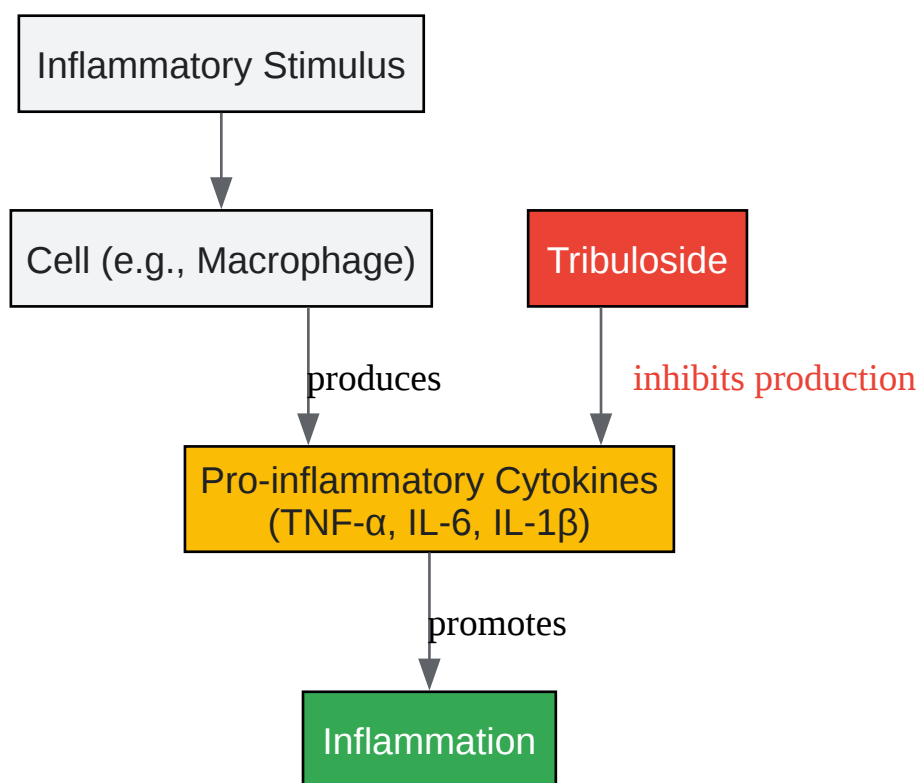 Inflammatory Stimulus
Cell (e.g., Macrophage)
Tribuloside
produces
inhibits production
Pro-inflammatory Cytokines
(TNF-α, IL-6, IL-1β)
promotes
Inflammation